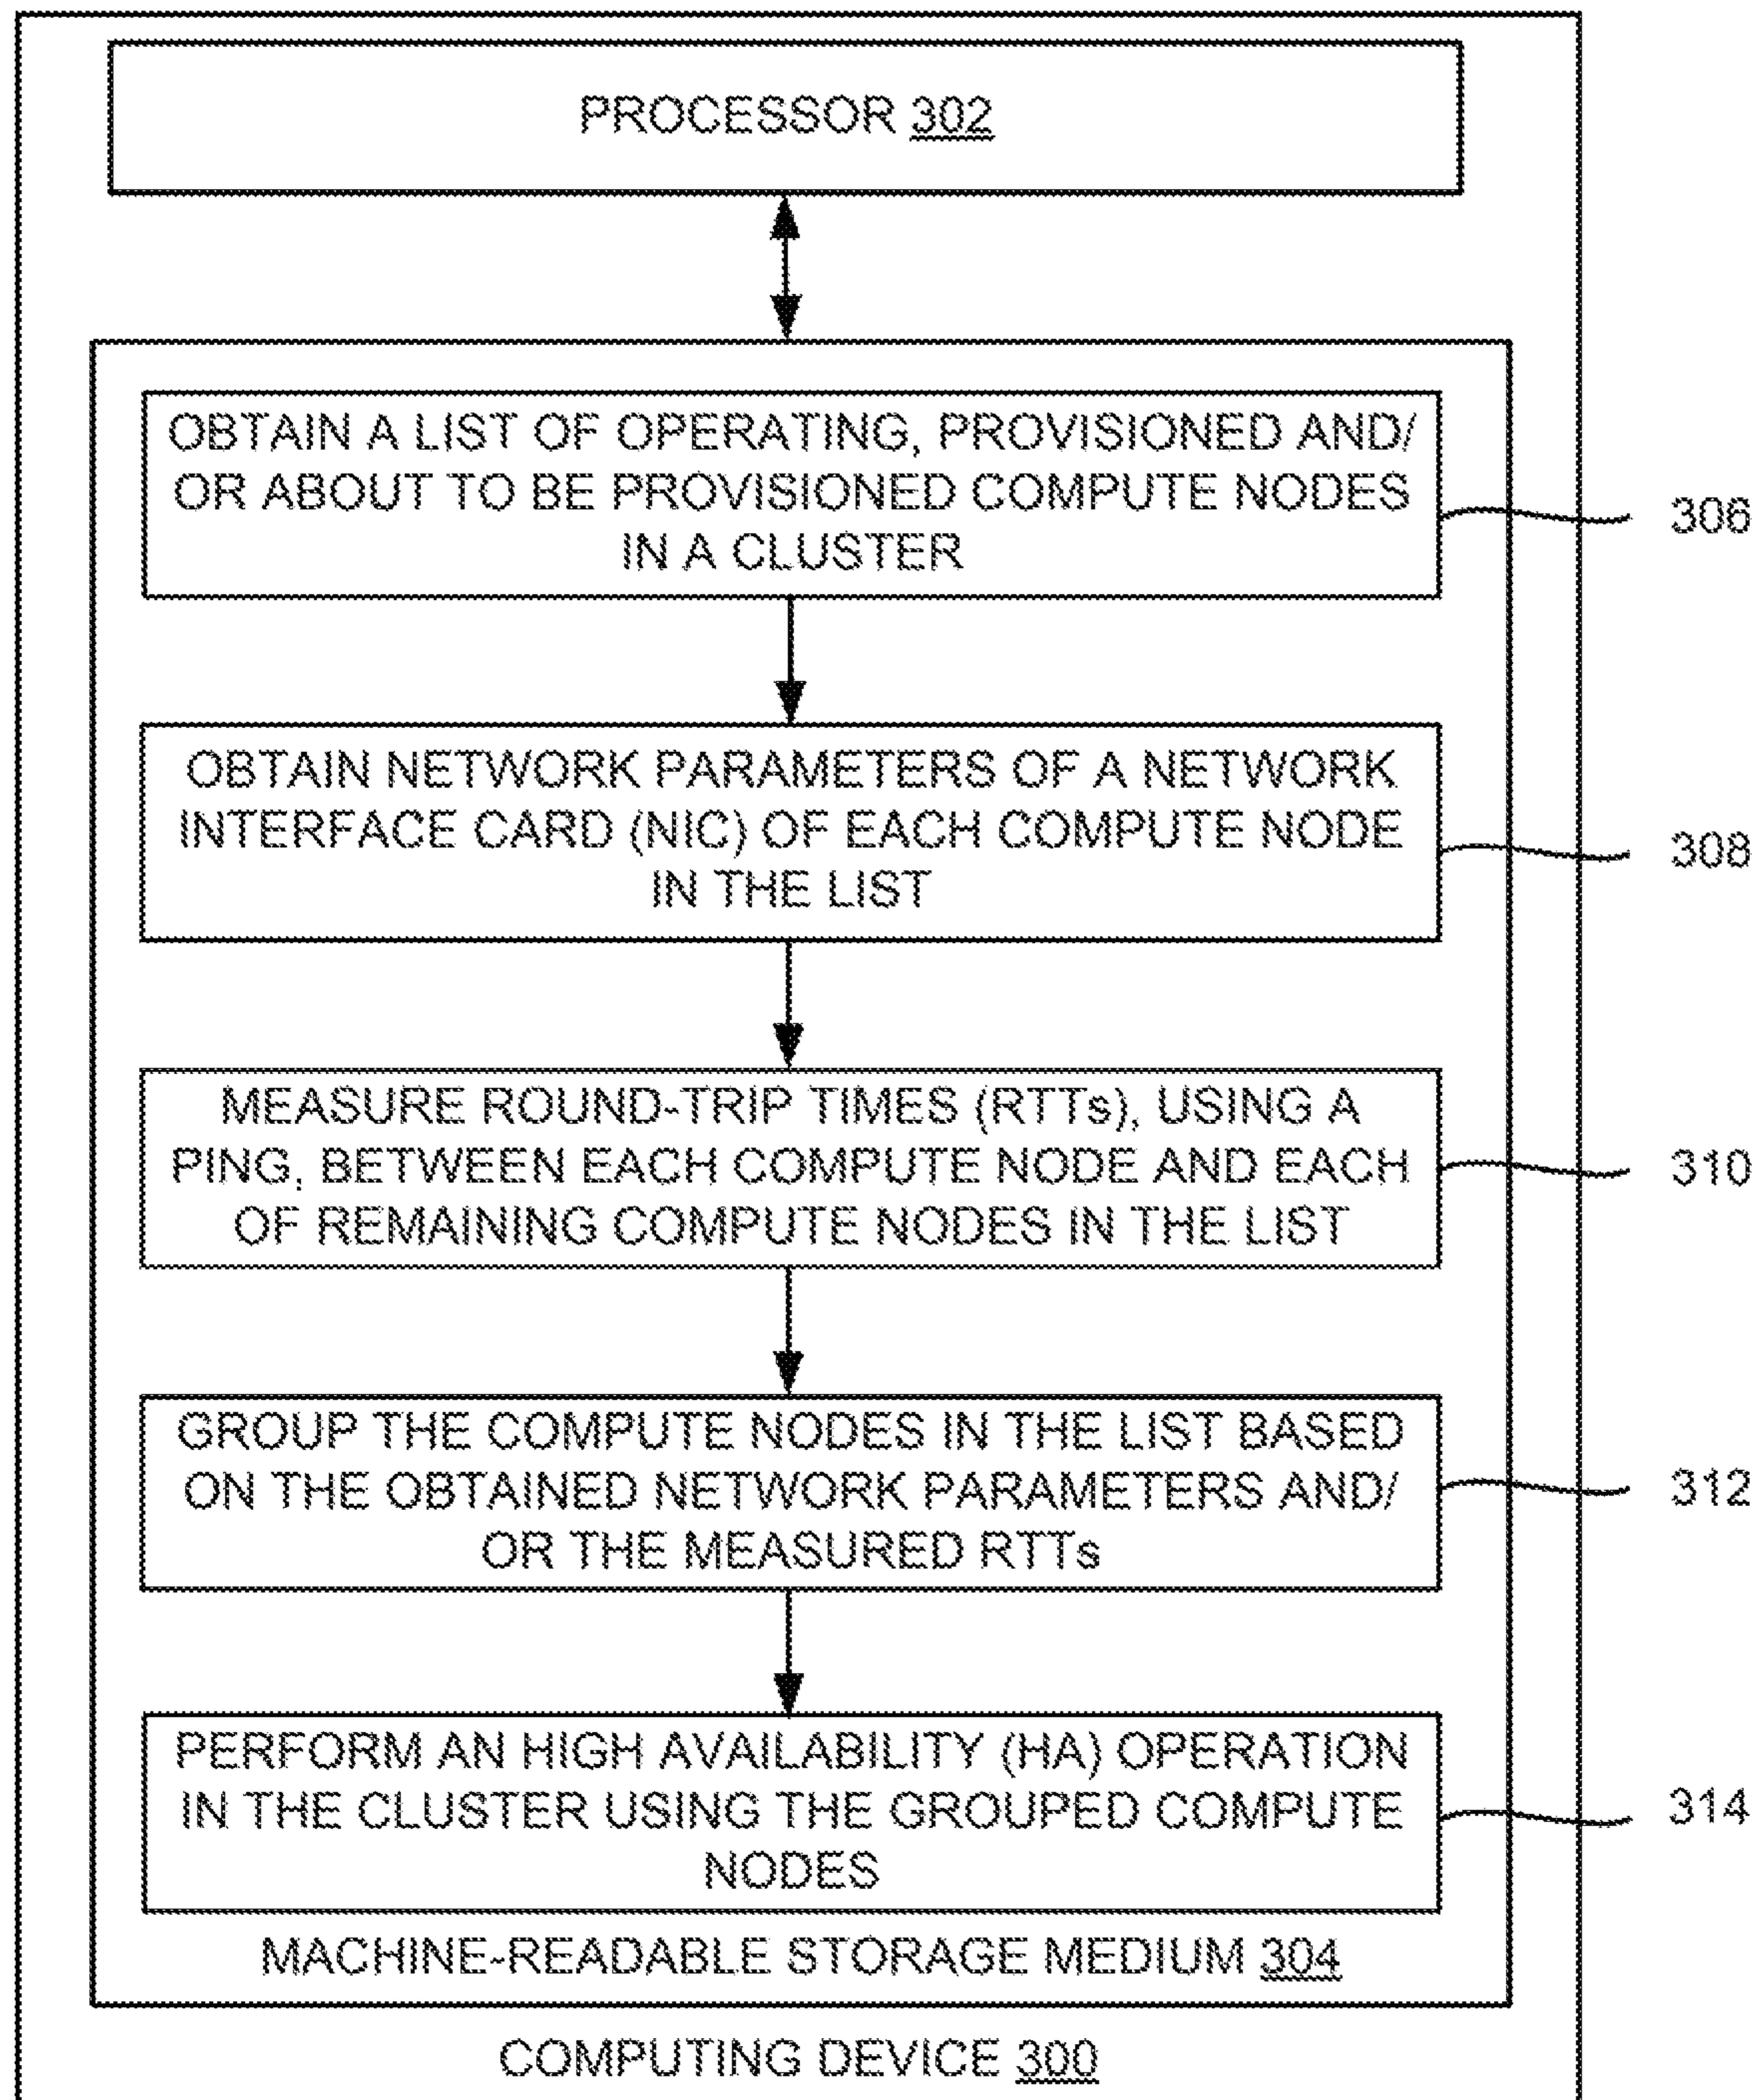 PROCESSOR 302
OBTAIN A LIST OF OPERATING, PROVISIONED AND/
OR ABOUT TO BE PROVISIONED COMPUTE NODES
IN A CLUSTER
306
OBTAIN NETWORK PARAMETERS OF A NETWORK
INTERFACE CARD (NIC) OF EACH COMPUTE NODE
IN THE LIST
308
MEASURE ROUND-TRIP TIMES (RTTs), USING A
PING, BETWEEN EACH COMPUTE NODE AND EACH
OF REMAINING COMPUTE NODES IN THE LIST
310
GROUP THE COMPUTE NODES IN THE LIST BASED
ON THE OBTAINED NETWORK PARAMETERS AND/
OR THE MEASURED RTTs
312
PERFORM AN HIGH AVAILABILITY (HA) OPERATION
IN THE CLUSTER USING THE GROUPED COMPUTE
NODES
314
MACHINE-READABLE STORAGE MEDIUM 304
COMPUTING DEVICE 300